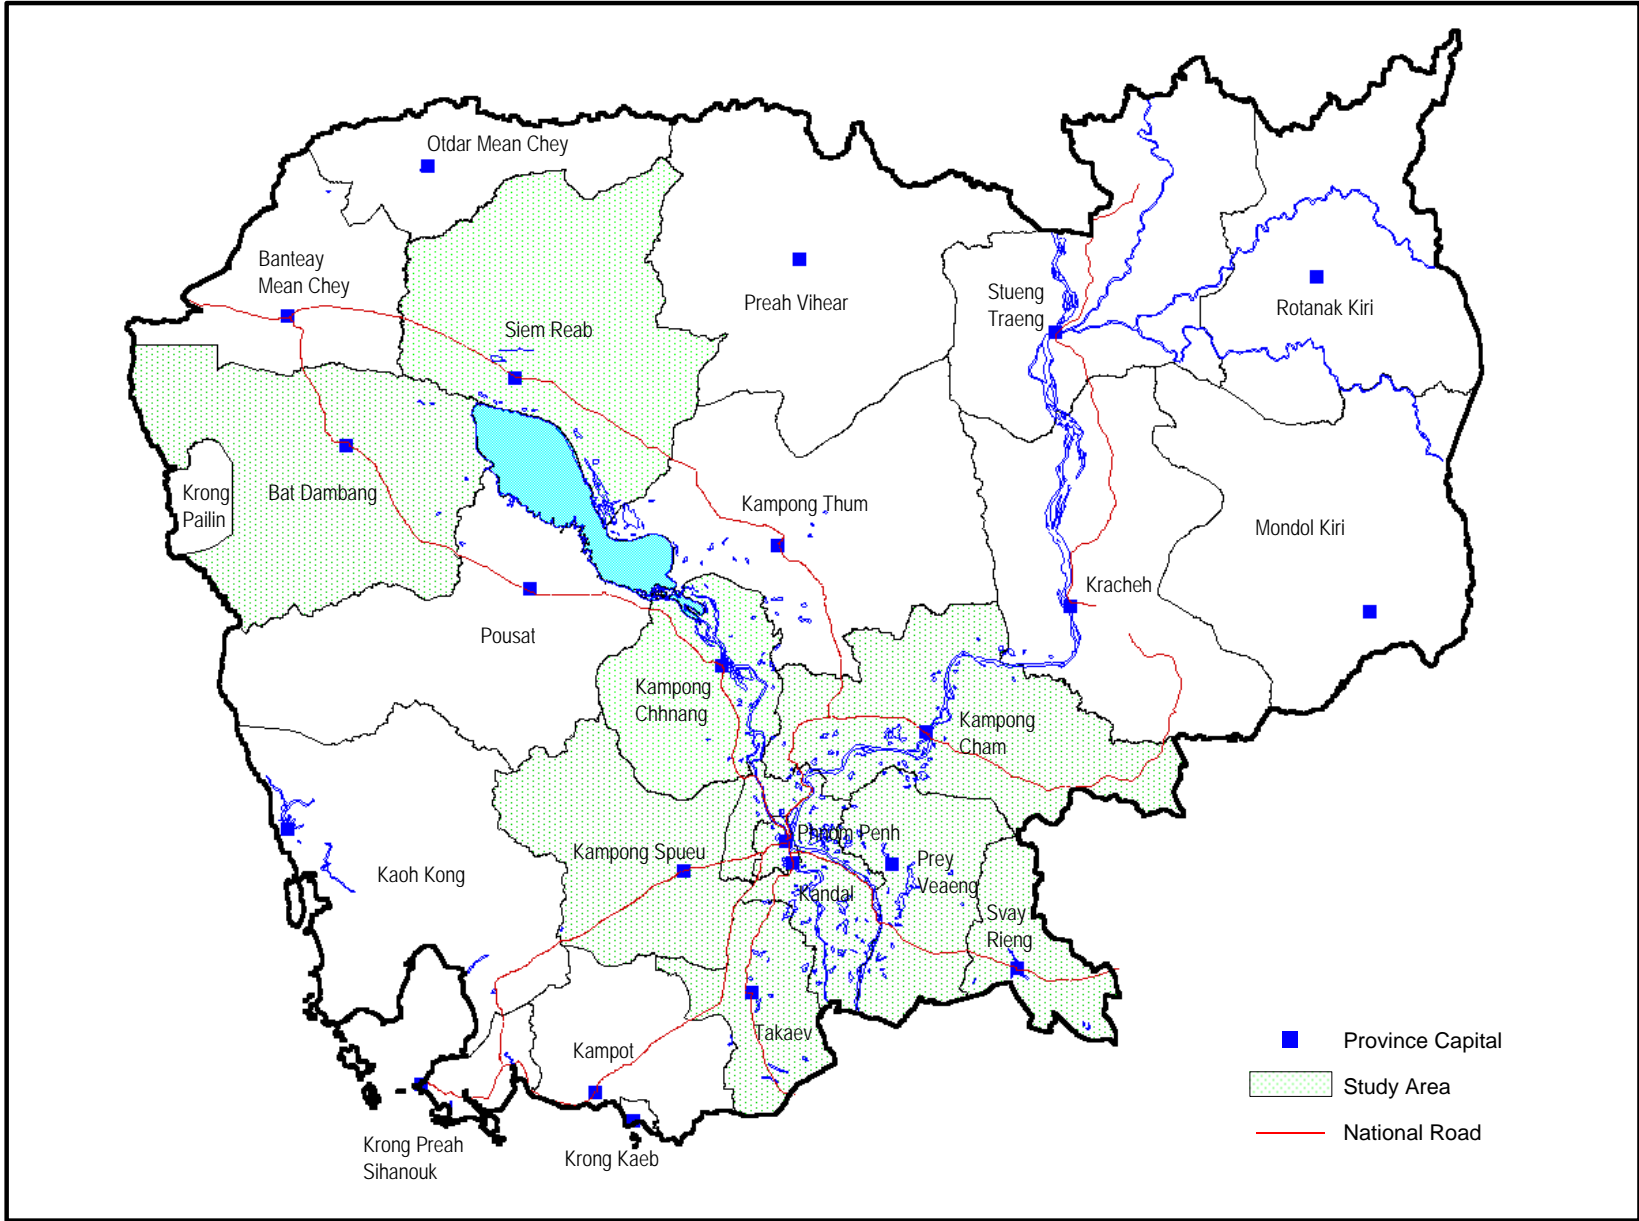 Otdar Mean Chey
Banteay
Mean Chey
Siem Reab
Preah Vihear
Stueng
Traeng
Rotanak Kiri
Krong
Pailin
Bat Dambang
Kampong Thum
Mondol Kiri
Kracheh
Pousat
Kampong
Chhnang
Kampong
Cham
Phnom Penh
Kampong Spueu
Prey
Veaeng
Kaoh Kong
Kandal
Svay
Rieng
Takaev
Kampot
Krong Preah
Sihanouk
Krong Kaeb
Province Capital
Study Area
National Road